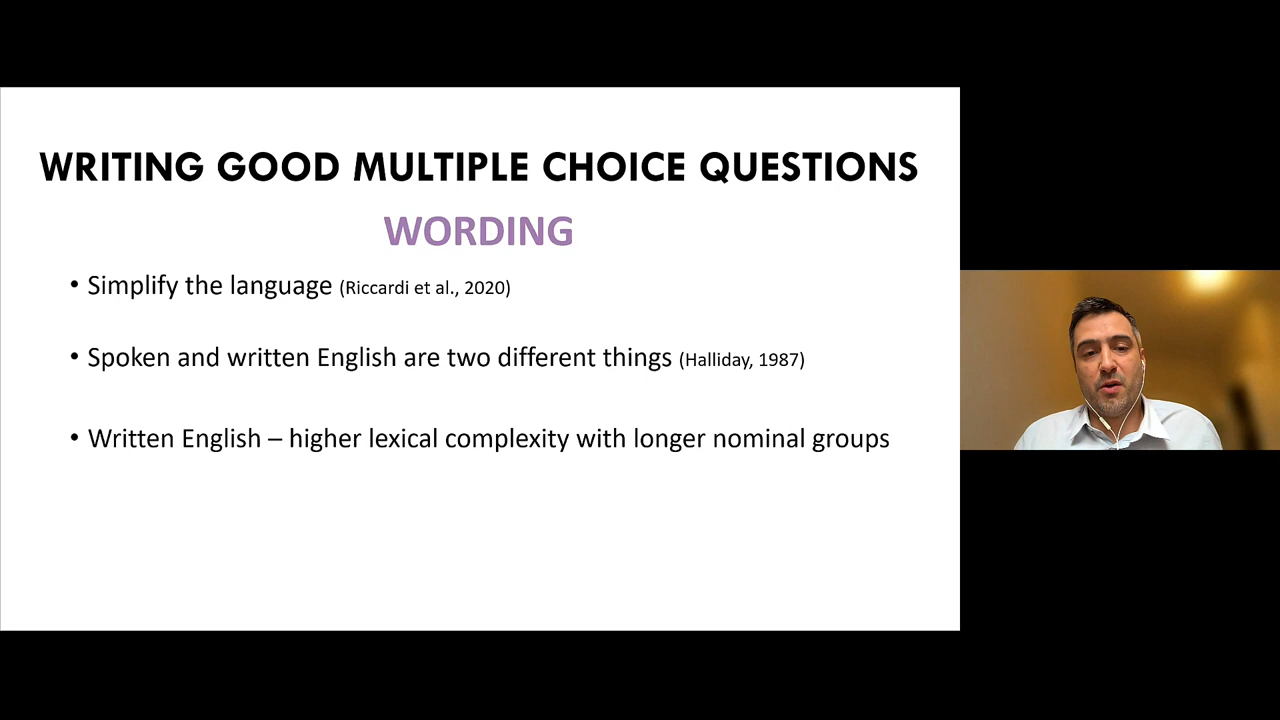 WRITING GOOD MULTIPLE CHOICE QUESTIONS
WORDING
• Simplify the language (Riccardi et al., 2020)
• Spoken and written English are two different things (Halliday, 1987)
• Written English – higher lexical complexity with longer nominal groups